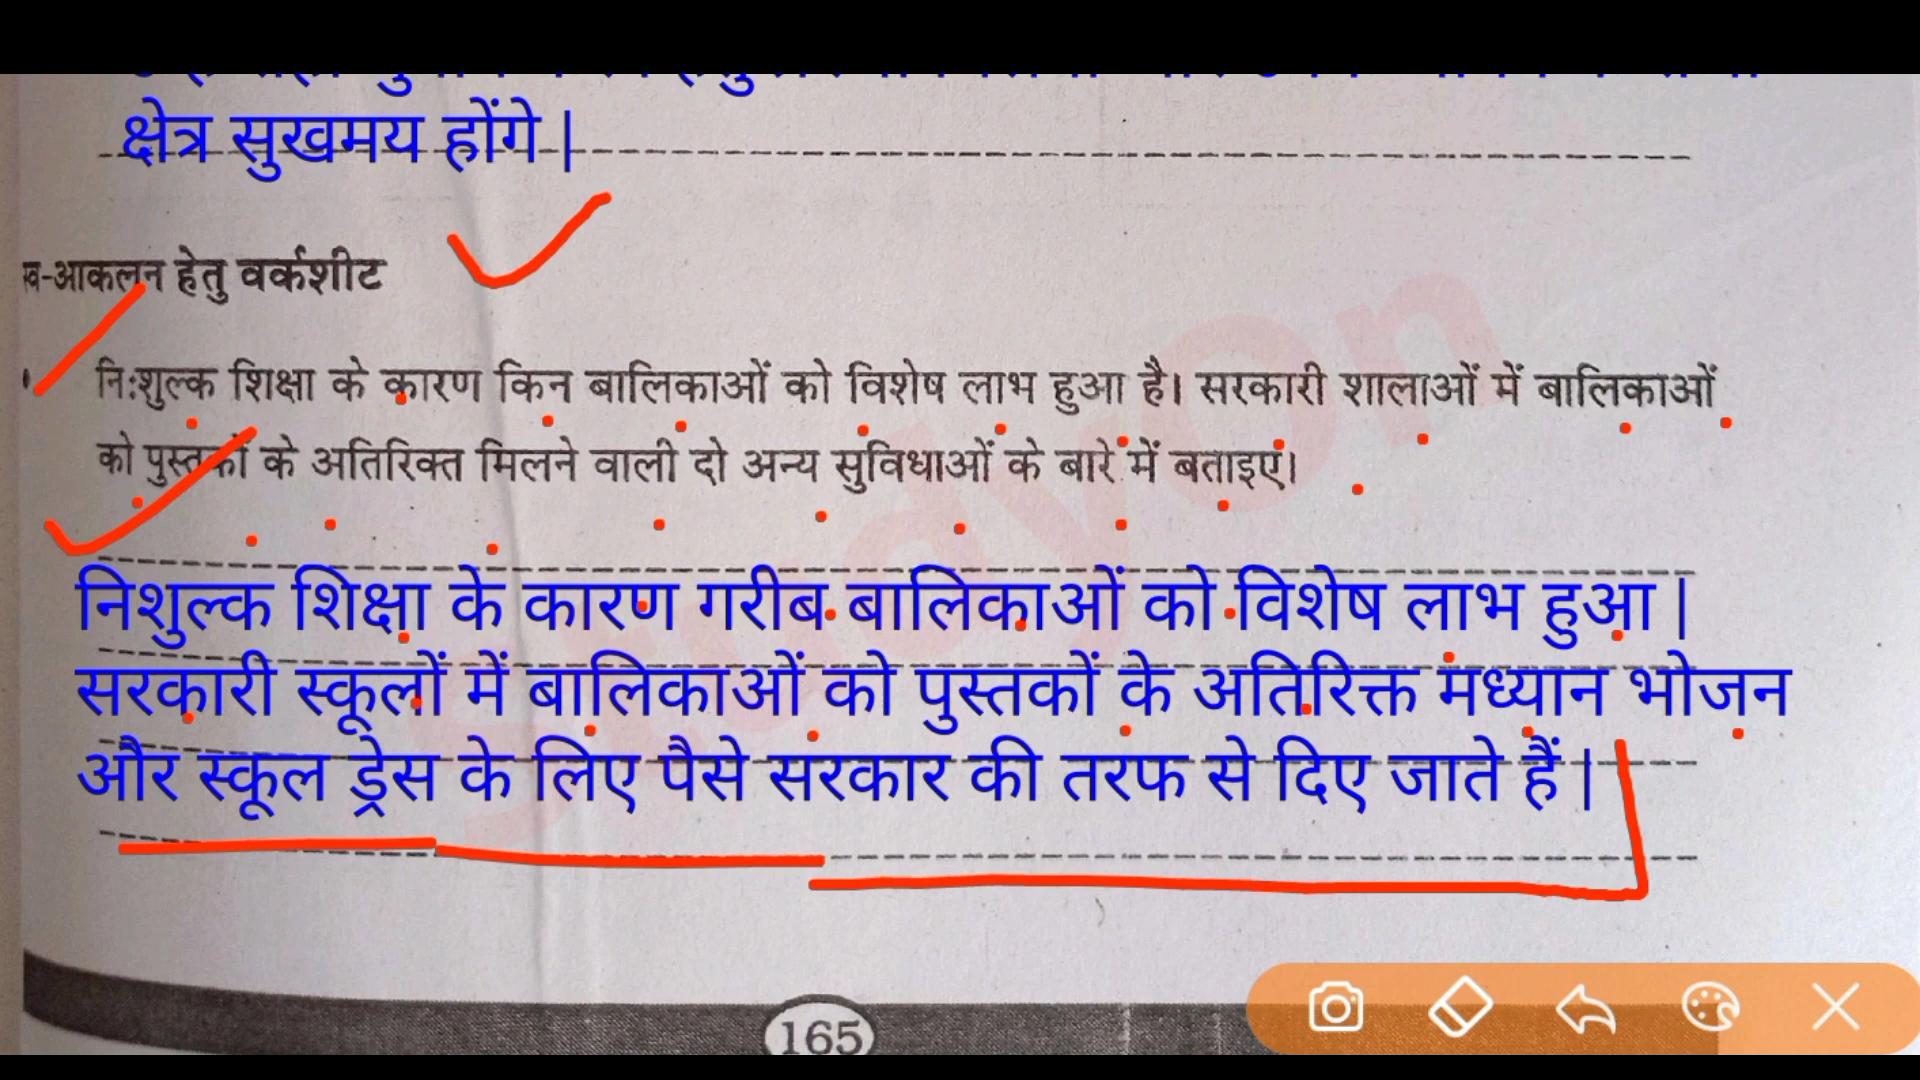 क्षेत्र सुखमय होंगे |
स्व-आकलन हेतु वर्कशीट
निःशुल्क शिक्षा के कारण किन बालिकाओं को विशेष लाभ हुआ है। सरकारी शालाओं में बालिकाओं
को पुस्तकों के अतिरिक्त मिलने वाली दो अन्य सुविधाओं के बारे में बताइए।
निशुल्क शिक्षा के कारण गरीब बालिकाओं को विशेष लाभ हुआ |
सरकारी स्कूलों में बालिकाओं को पुस्तकों के अतिरिक्त मध्यान भोजन
और स्कूल ड्रेस के लिए पैसे सरकार की तरफ से दिए जाते हैं |
Studyon
165